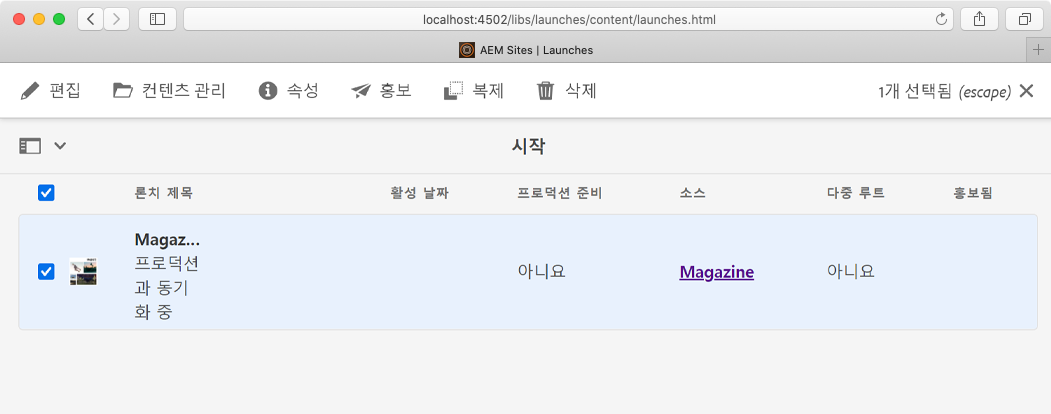 localhost:4502/libs/launches/content/launches.html
AEM Sites | Launches
편집 컨텐츠 관리 속성 홍보 복제 삭제 1개 선택됨 (escape)
시작
론치 제목 활성 날짜 프로덕션 준비 소스 다중 루트 홍보됨
Magaz...
프로덕션
과 동기
화 중
아니요 Magazine 아니요